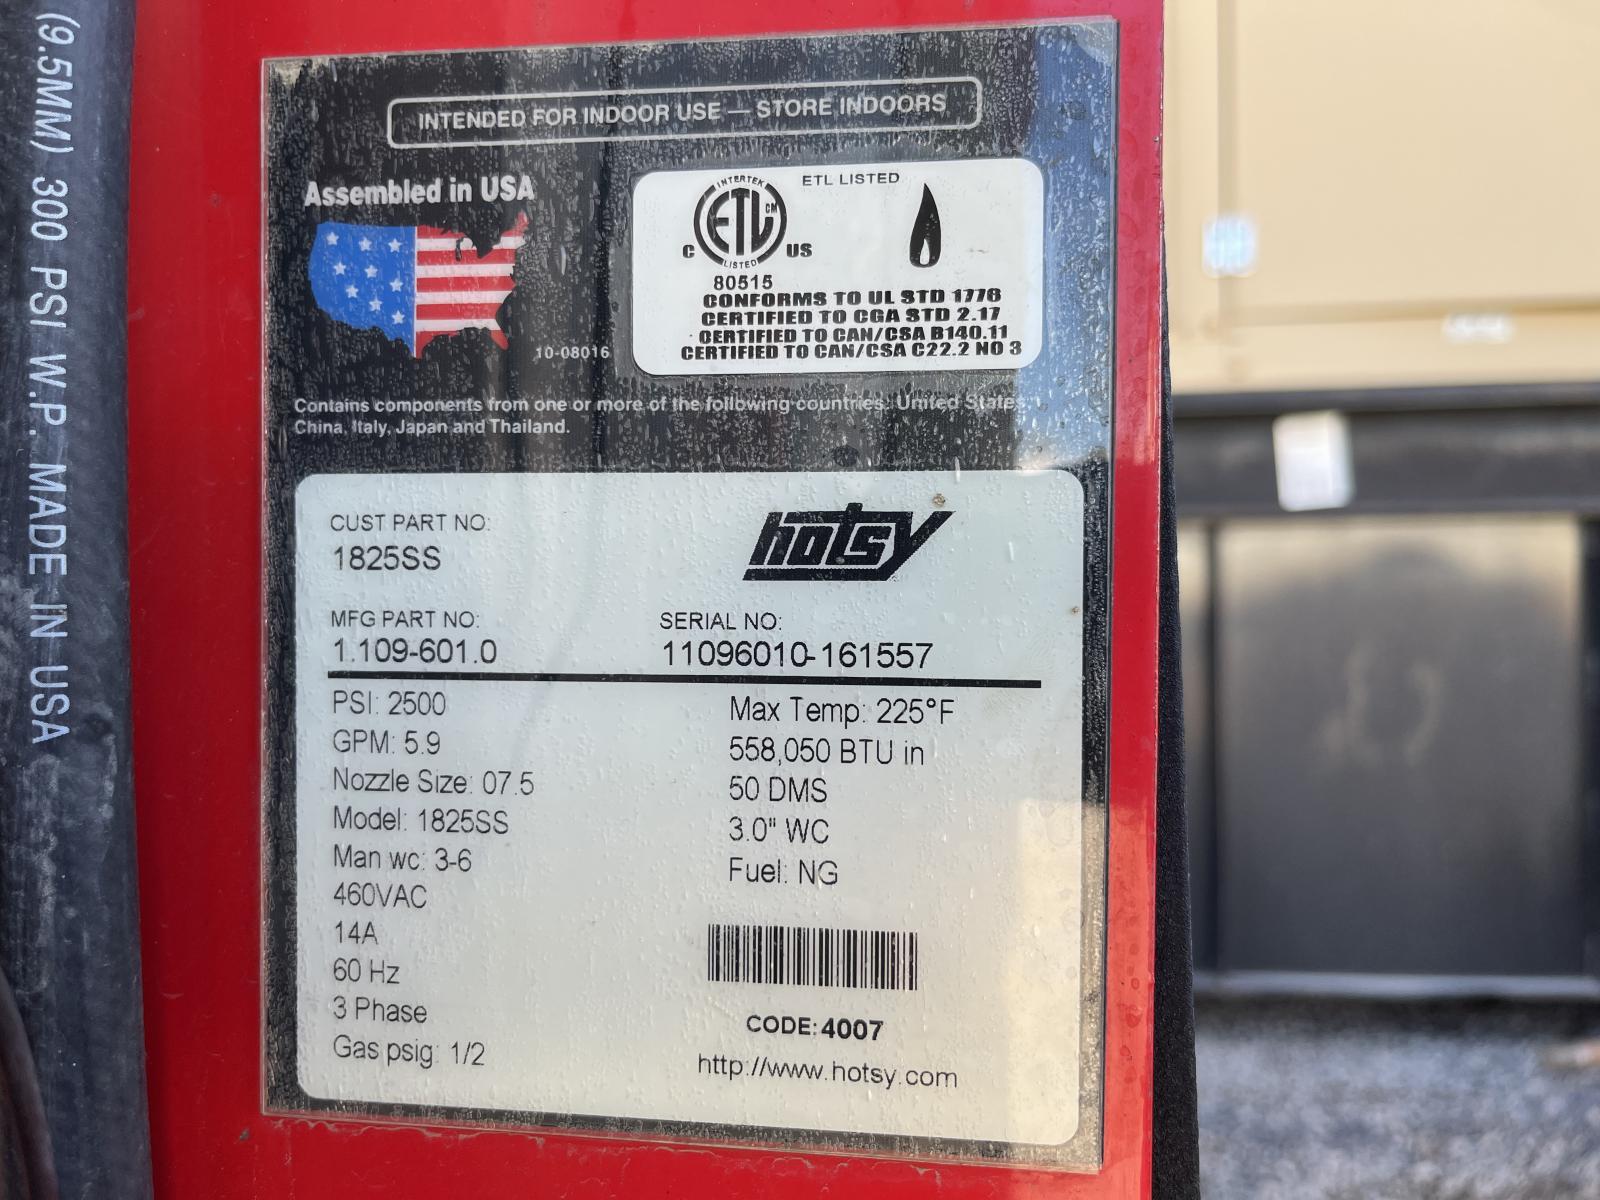 (9.5MM) 300 PSI W.P. MADE IN USA
INTENDED FOR INDOOR USE — STORE INDOORS
Assembled in USA
10-08016
INTERTEK
ETL CM
LISTED
C US
ETL LISTED
80515
CONFORMS TO UL STD 1776
CERTIFIED TO CGA STD 2.17
CERTIFIED TO CAN/CSA B140.11
CERTIFIED TO CAN/CSA C22.2 NO 3
Contains components from one or more of the following countries: United States,
China, Italy, Japan and Thailand.
CUST PART NO:
1825SS
hotsy
MFG PART NO:
1.109-601.0
SERIAL NO:
11096010-161557
PSI: 2500
GPM: 5.9
Nozzle Size: 07.5
Model: 1825SS
Man wc: 3-6
460VAC
14A
60 Hz
3 Phase
Gas psig: 1/2
Max Temp: 225°F
558,050 BTU in
50 DMS
3.0" WC
Fuel: NG
CODE: 4007
http://www.hotsy.com